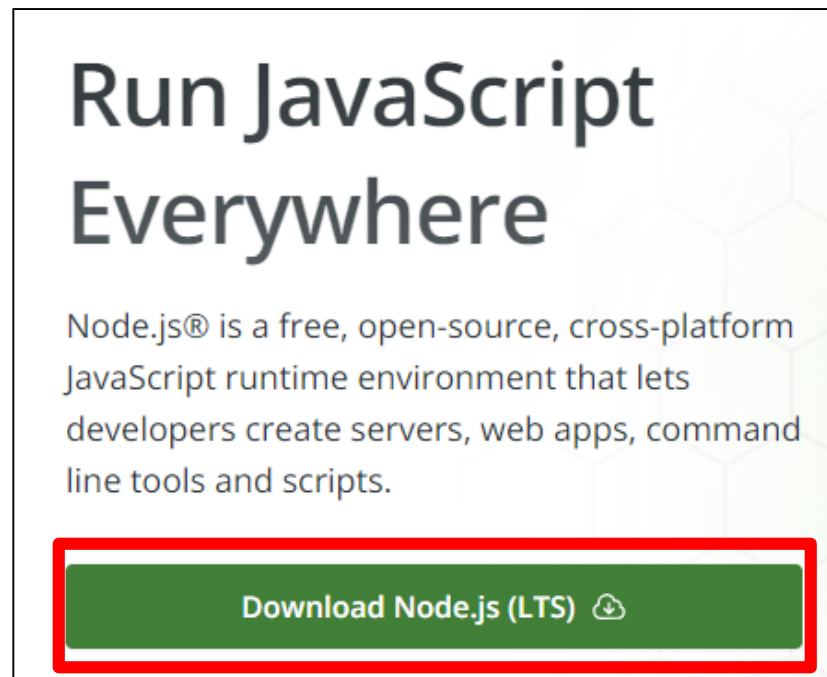 Run JavaScript
Everywhere
Node.js® is a free, open-source, cross-platform
JavaScript runtime environment that lets
developers create servers, web apps, command
line tools and scripts.
Download Node.js (LTS)